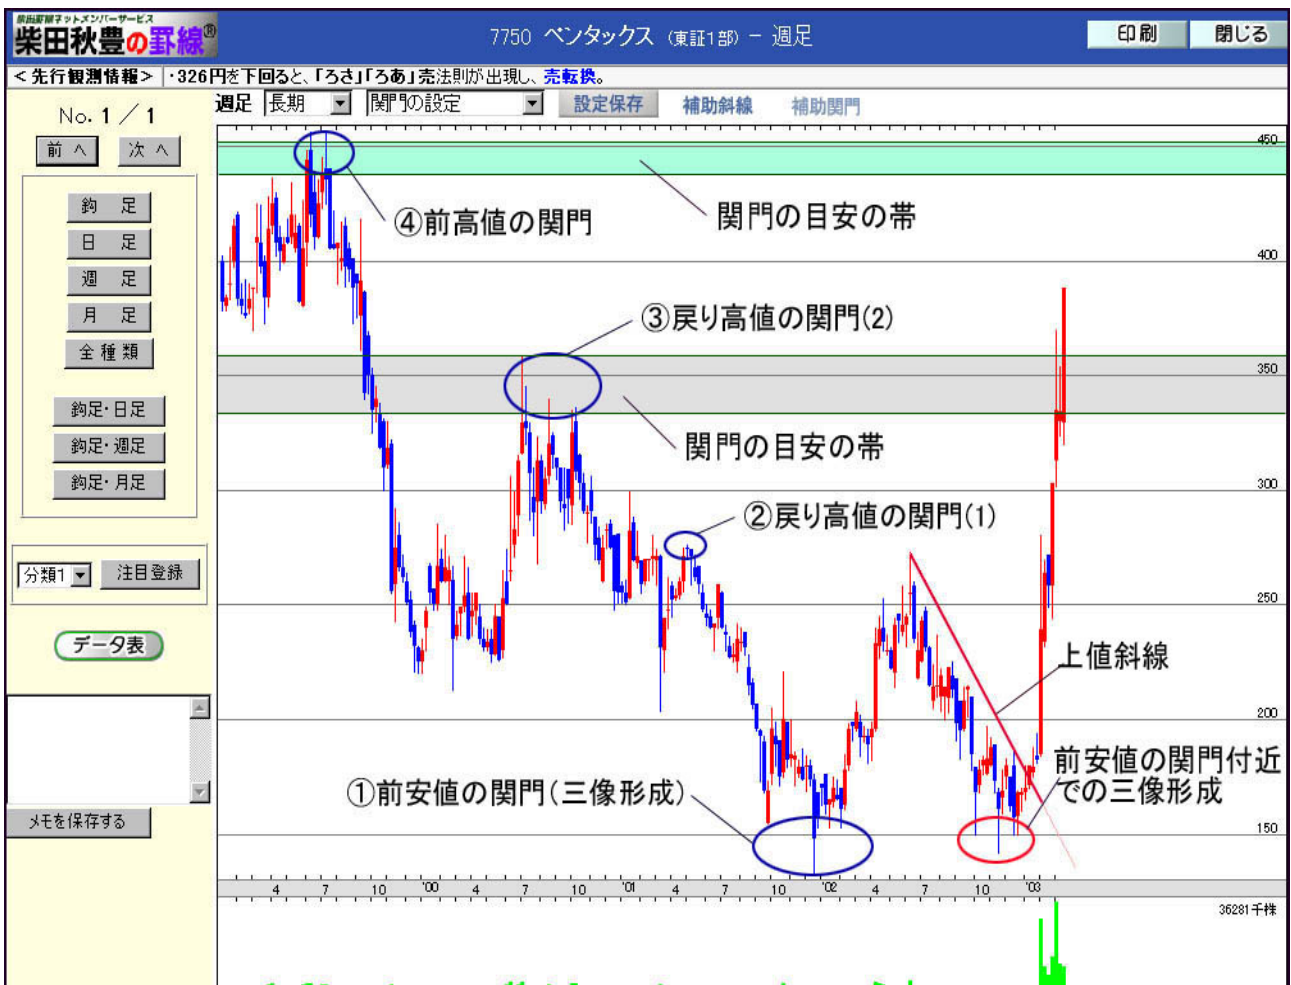 柴田罫線ネットメンバーサービス
柴田秋豊の罫線®
7750 ペンタックス (東証1部) − 週足
印刷
閉じる
<先行観測情報> ・326円を下回ると、「ろさ」「ろあ」売法則が出現し、売転換。
No. 1 / 1
前 へ
次 へ
鈎 足
日 足
週 足
月 足
全 種 類
鈎足・日足
鈎足・週足
鈎足・月足
分類1
注目登録
データ表
メモを保存する
週足
長期
関門の設定
設定保存
補助斜線
補助関門
450
④前高値の関門
関門の目安の帯
400
③戻り高値の関門(2)
350
関門の目安の帯
300
②戻り高値の関門(1)
250
上値斜線
200
前安値の関門付近
での三像形成
①前安値の関門(三像形成)
150
4 7 10 '00 4 7 10 '01 4 7 10 '02 4 7 10 '03
36281千株